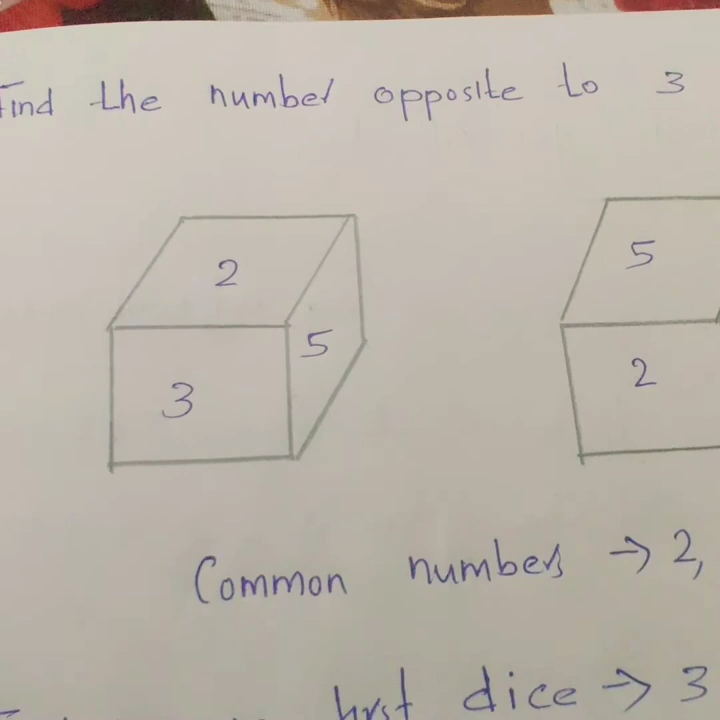 Find the number opposite to 3
2
5
3
5
2
Common numbers → 2,
first dice → 3